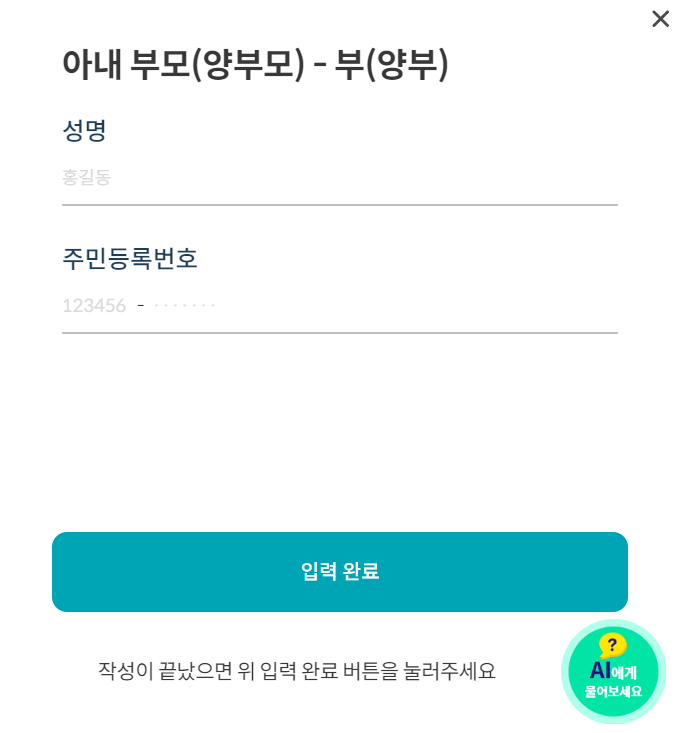 아내 부모(양부모) - 부(양부)
성명
홍길동
주민등록번호
123456 - ·······
입력 완료
작성이 끝났으면 위 입력 완료 버튼을 눌러주세요
?
AI에게
물어보세요